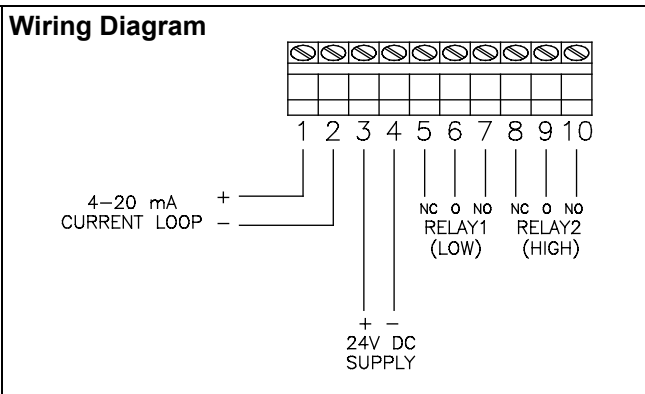 Wiring Diagram
1 2 3 4 5 6 7 8 9 10
4-20 mA +
CURRENT LOOP -
NC O NO NC O NO
RELAY1 RELAY2
(LOW) (HIGH)
+ -
24V DC
SUPPLY